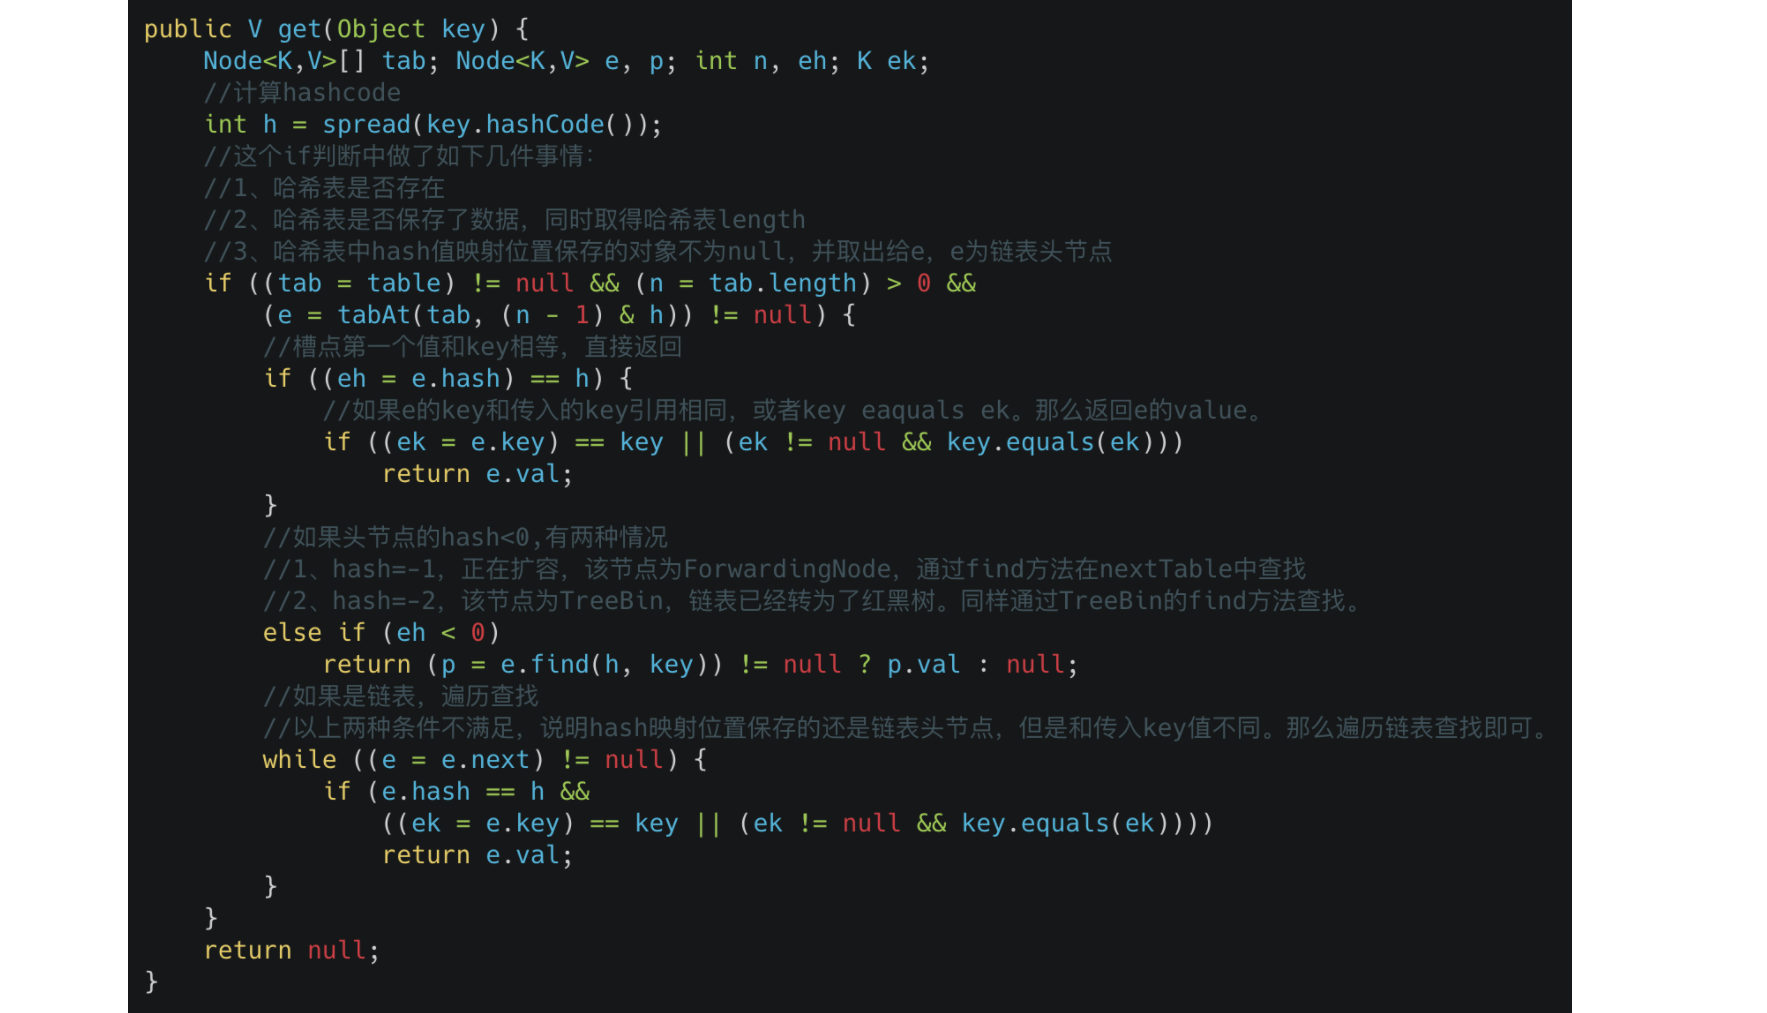 public V get(Object key) {
    Node<K,V>[] tab; Node<K,V> e, p; int n, eh; K ek;
    //计算hashcode
    int h = spread(key.hashCode());
    //这个if判断中做了如下几件事情：
    //1、哈希表是否存在
    //2、哈希表是否保存了数据，同时取得哈希表length
    //3、哈希表中hash值映射位置保存的对象不为null，并取出给e，e为链表头节点
    if ((tab = table) != null && (n = tab.length) > 0 &&
        (e = tabAt(tab, (n - 1) & h)) != null) {
        //槽点第一个值和key相等，直接返回
        if ((eh = e.hash) == h) {
            //如果e的key和传入的key引用相同，或者key eaquals ek。那么返回e的value。
            if ((ek = e.key) == key || (ek != null && key.equals(ek)))
                return e.val;
        }
        //如果头节点的hash<0,有两种情况
        //1、hash=-1，正在扩容，该节点为ForwardingNode，通过find方法在nextTable中查找
        //2、hash=-2，该节点为TreeBin，链表已经转为了红黑树。同样通过TreeBin的find方法查找。
        else if (eh < 0)
            return (p = e.find(h, key)) != null ? p.val : null;
        //如果是链表，遍历查找
        //以上两种条件不满足，说明hash映射位置保存的还是链表头节点，但是和传入key值不同。那么遍历链表查找即可。
        while ((e = e.next) != null) {
            if (e.hash == h &&
                ((ek = e.key) == key || (ek != null && key.equals(ek))))
                return e.val;
        }
    }
    return null;
}